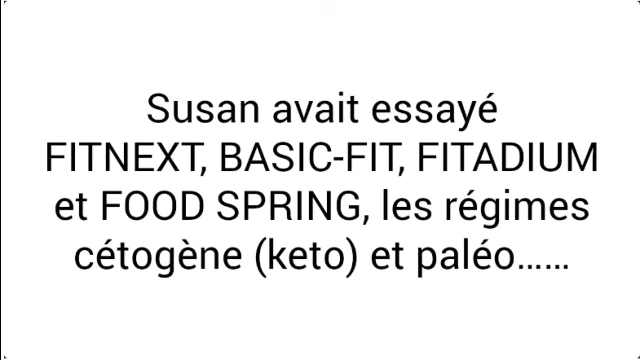 Susan avait essayé
FITNEXT, BASIC-FIT, FITADIUM
et FOOD SPRING, les régimes
cétogène (keto) et paléo……